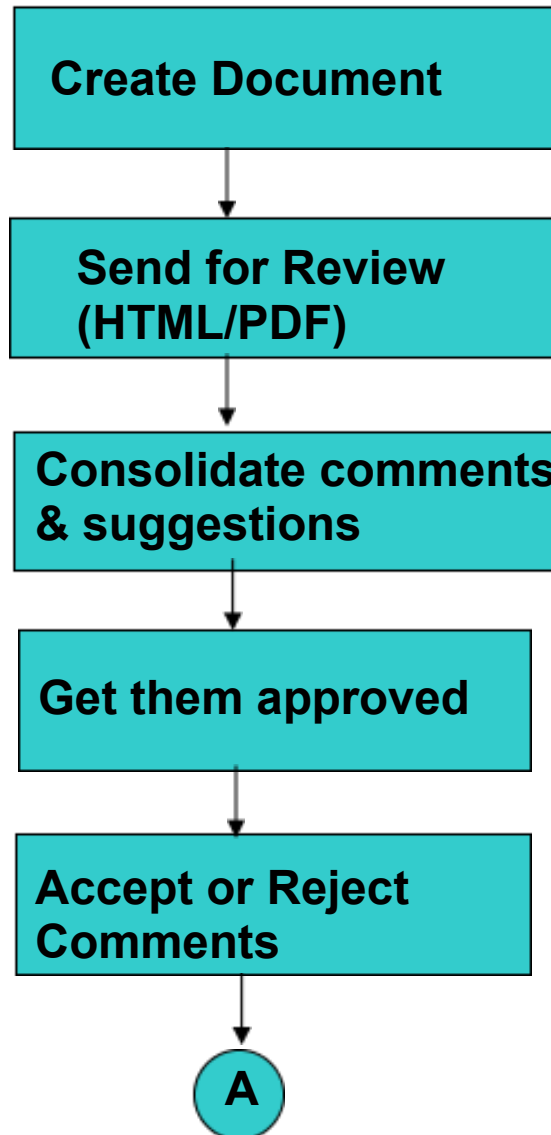 Create Document
Send for Review
(HTML/PDF)
Consolidate comments
& suggestions
Get them approved
Accept or Reject
Comments
A